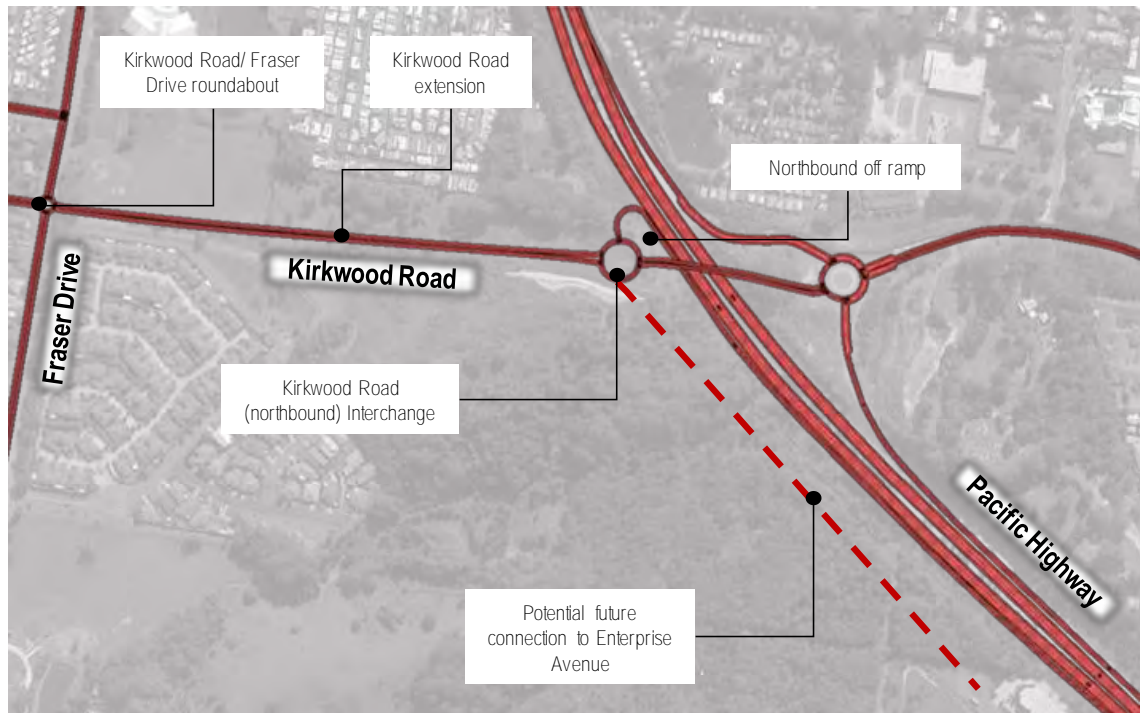 Kirkwood Road/ Fraser
Drive roundabout
Kirkwood Road
extension
Northbound off ramp
Kirkwood Road
Fraser Drive
Kirkwood Road
(northbound) Interchange
Pacific Highway
Potential future
connection to Enterprise
Avenue